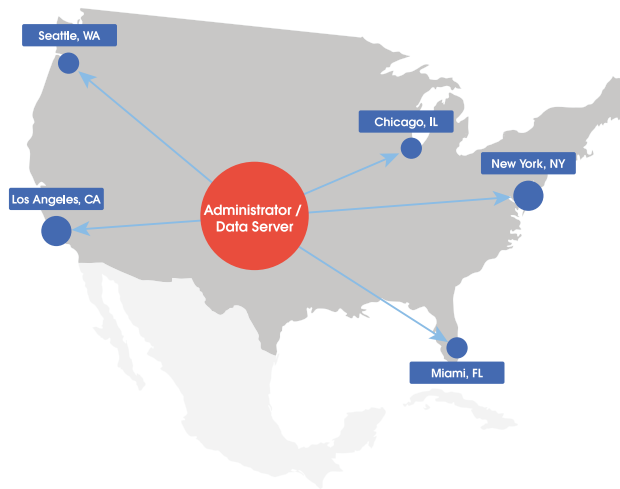 Seattle, WA
Chicago, IL
New York, NY
Los Angeles, CA
Administrator /
Data Server
Miami, FL